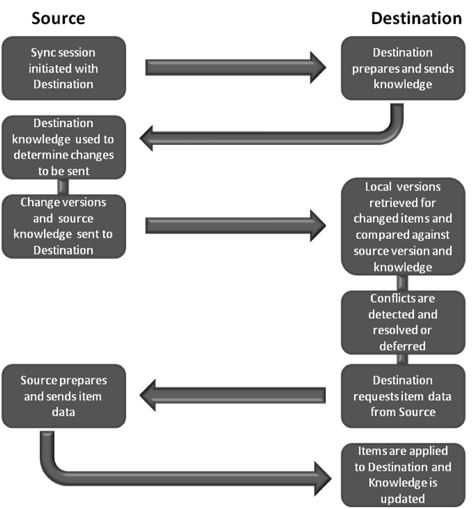 Source
Destination
Sync session
initiated with
Destination
Destination
prepares and sends
knowledge
Destination
knowledge used to
determine changes
to be sent
Change versions
and source
knowledge sent to
Destination
Local versions
retrieved for
changed items and
compared against
source version and
knowledge
Conflicts are
detected and
resolved or
deferred
Destination
requests item data
from Source
Source prepares
and sends item
data
Items are applied
to Destination and
Knowledge is
updated